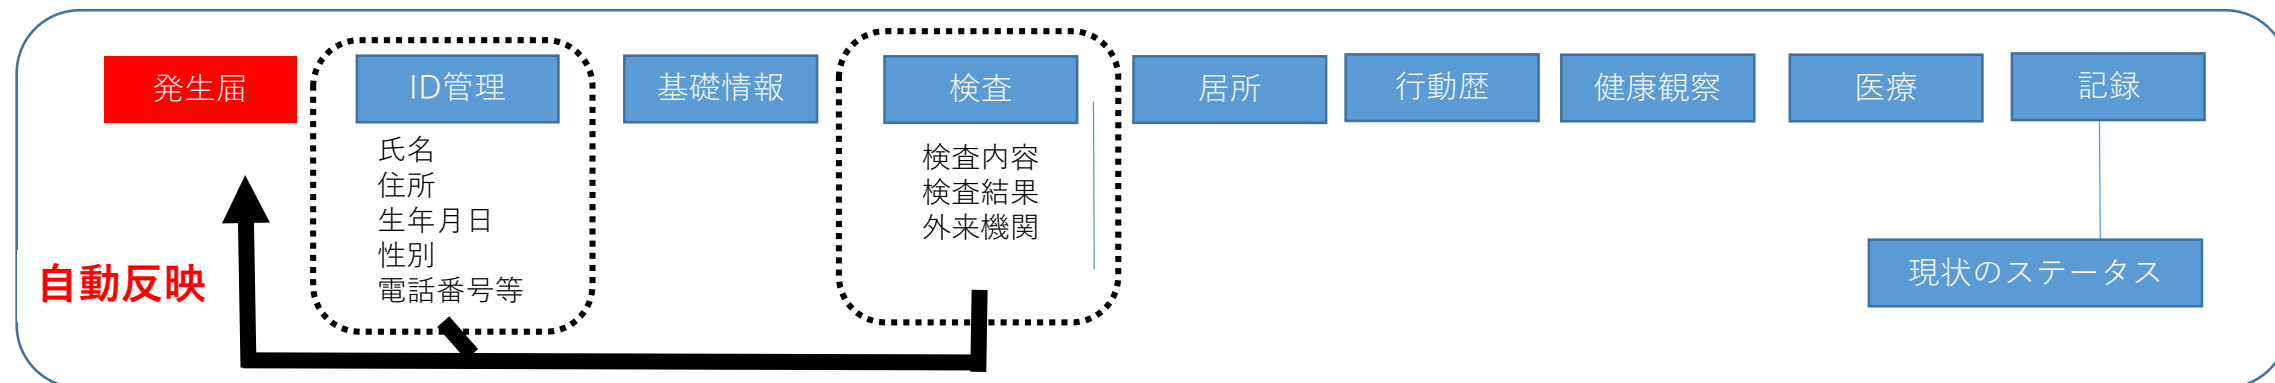 発生届
ID管理
基礎情報
検査
居所
行動歴
健康観察
医療
記録
氏名
住所
生年月日
性別
電話番号等
検査内容
検査結果
外来機関
自動反映
現状のステータス